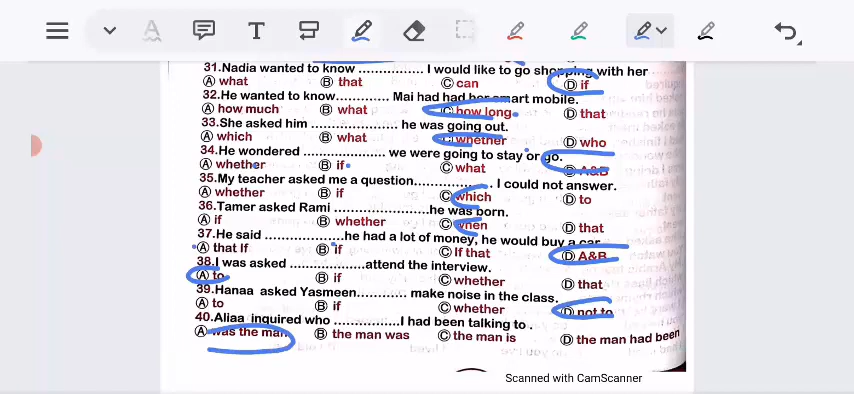 31.Nadia wanted to know ................ I would like to go shopping with her
Ⓐ what Ⓑ that Ⓒ can Ⓓ if
32.He wanted to know............. Mai had had her smart mobile.
Ⓐ how much Ⓑ what Ⓒ how long Ⓓ that
33.She asked him ..................... he was going out.
Ⓐ which Ⓑ what Ⓒ whether Ⓓ who
34.He wondered .................... we were going to stay or go.
Ⓐ whether Ⓑ if Ⓒ what Ⓓ A&B
35.My teacher asked me a question.................. . I could not answer.
Ⓐ whether Ⓑ if Ⓒ which Ⓓ to
36.Tamer asked Rami .......................he was born.
Ⓐ if Ⓑ whether Ⓒ when Ⓓ that
37.He said ....................he had a lot of money, he would buy a car
Ⓐ that If Ⓑ if Ⓒ If that Ⓓ A&B
38.I was asked ..................attend the interview.
Ⓐ to Ⓑ if Ⓒ whether Ⓓ that
39.Hanaa asked Yasmeen............ make noise in the class.
Ⓐ to Ⓑ if Ⓒ whether Ⓓ not to
40.Aliaa inquired who ................I had been talking to .
Ⓐ was the man Ⓑ the man was Ⓒ the man is Ⓓ the man had been
Scanned with CamScanner